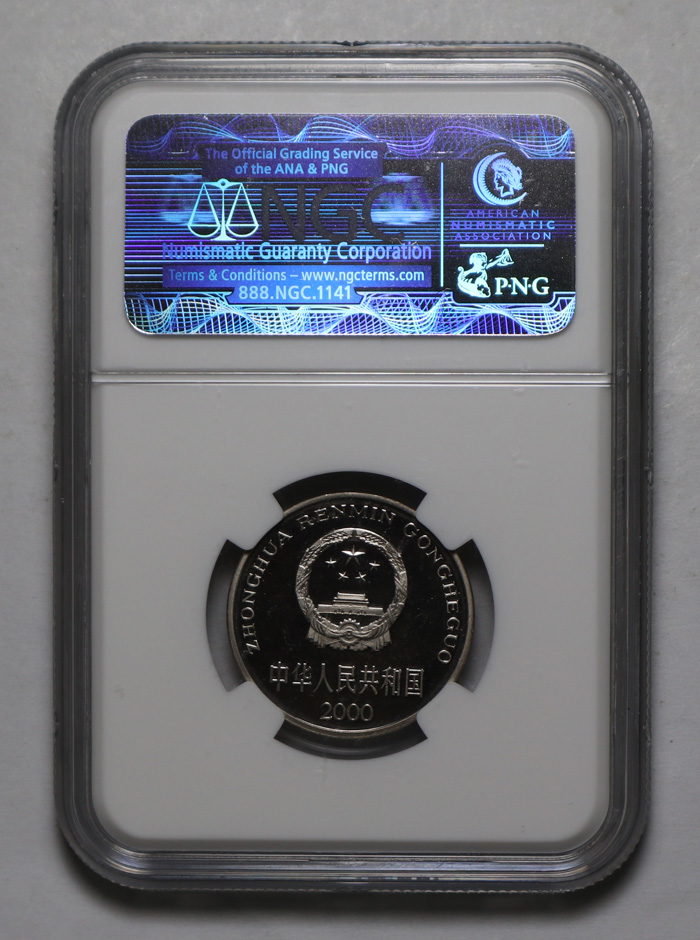 The Official Grading Service
of the ANA & PNG
NGC
Numismatic Guaranty Corporation
Terms & Conditions – www.ngcterms.com
888.NGC.1141
AMERICAN
NUMISMATIC
ASSOCIATION
P·N·G
ZHONGHUA RENMIN GONGHEGUO
中华人民共和国
2000